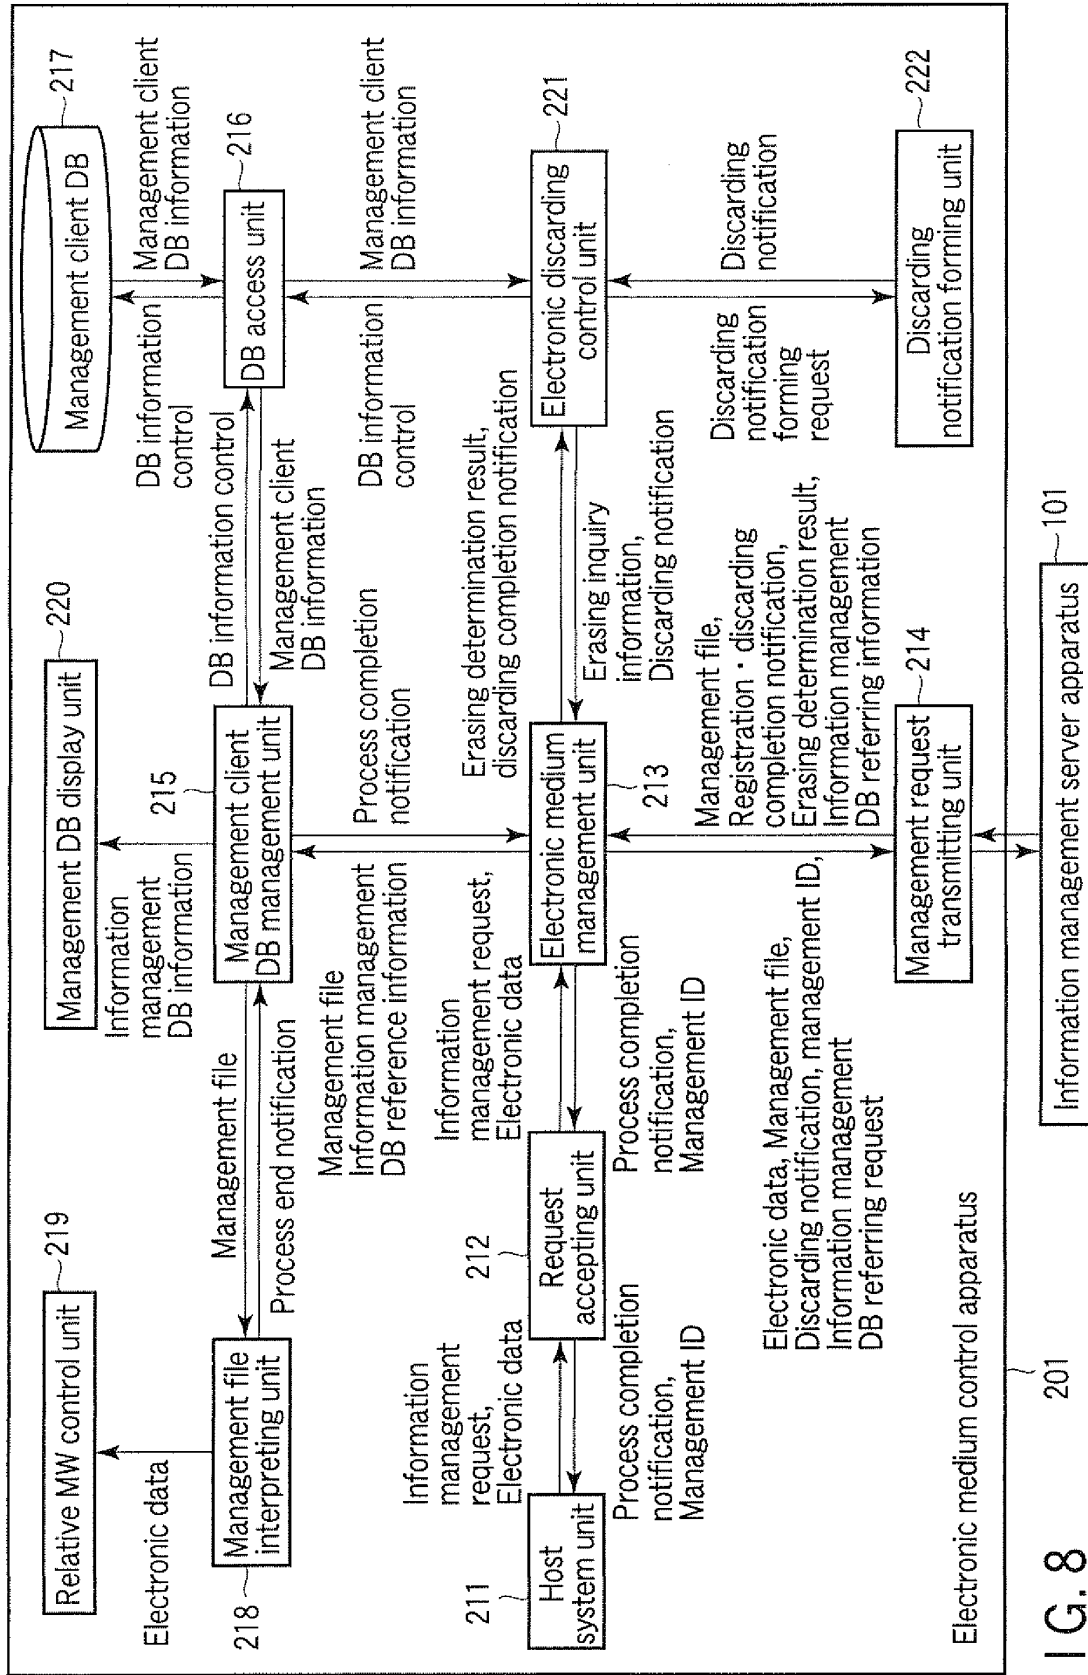 Relative MW control unit
219
Management DB display unit
220
Management client DB
217
Electronic data
Information
management
DB information
DB information
control
Management client
DB information
Management file
interpreting unit
218
Management file
Process end notification
Management client
DB management unit
215
DB information control
Management client
DB information
DB access unit
216
Management file
Information management
DB reference information
Process completion
notification
DB information
control
Management client
DB information
Information
management
request,
Electronic data
Information
management request,
Electronic data
Erasing determination result,
discarding completion notification
Host
system unit
211
Request
accepting unit
212
Electronic medium
management unit
213
Electronic discarding
control unit
221
Process completion
notification,
Management ID
Process completion
notification,
Management ID
Erasing inquiry
information,
Discarding notification
Electronic data, Management file,
Discarding notification, management ID,
Information management
DB referring request
Management file,
Registration・discarding
completion notification,
Erasing determination result,
Information management
DB referring information
Discarding
notification
forming
request
Discarding
notification
Management request
transmitting unit
214
Discarding
notification forming unit
222
Electronic medium control apparatus
201
Information management server apparatus
101
I G. 8